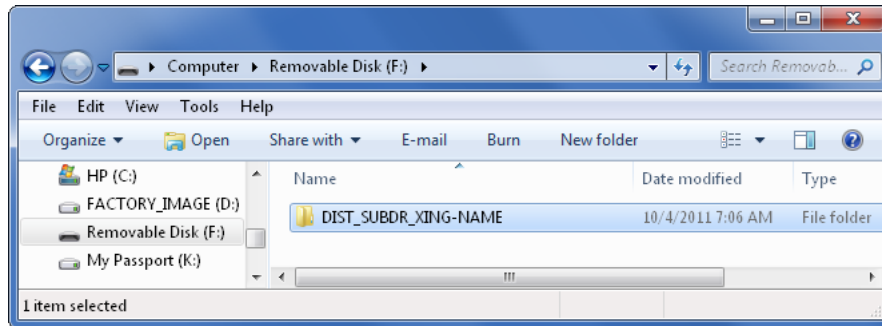 Computer ▸ Removable Disk (F:) ▸
Search Removab...
File Edit View Tools Help
Organize Open Share with E-mail Burn New folder
HP (C:)
FACTORY_IMAGE (D:)
Removable Disk (F:)
My Passport (K:)
Name Date modified Type
DIST_SUBDR_XING-NAME 10/4/2011 7:06 AM File folder
1 item selected